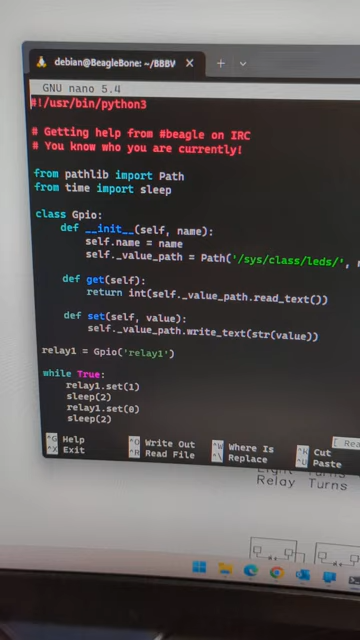 debian@BeagleBone: ~/BBBW
GNU nano 5.4
#!/usr/bin/python3
# Getting help from #beagle on IRC
# You know who you are currently!
from pathlib import Path
from time import sleep
class Gpio:
def __init__(self, name):
self.name = name
self._value_path = Path('/sys/class/leds/',
def get(self):
return int(self._value_path.read_text())
def set(self, value):
self._value_path.write_text(str(value))
relay1 = Gpio('relay1')
while True:
relay1.set(1)
sleep(2)
relay1.set(0)
sleep(2)
[ Rea
^G Help ^O Write Out ^W Where Is ^K Cut
^X Exit ^R Read File ^\ Replace ^U Paste
Light Turns
Relay Turns